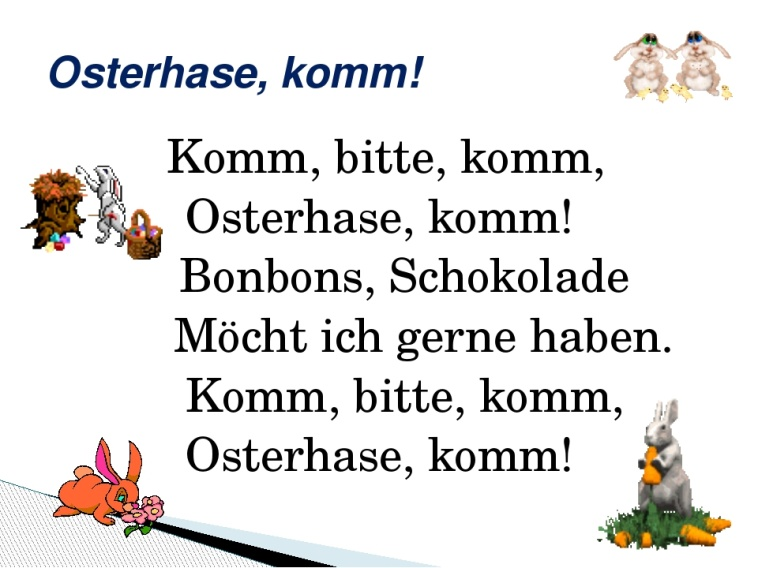 Osterhase, komm!
Komm, bitte, komm,
Osterhase, komm!
Bonbons, Schokolade
Möcht ich gerne haben.
Komm, bitte, komm,
Osterhase, komm!